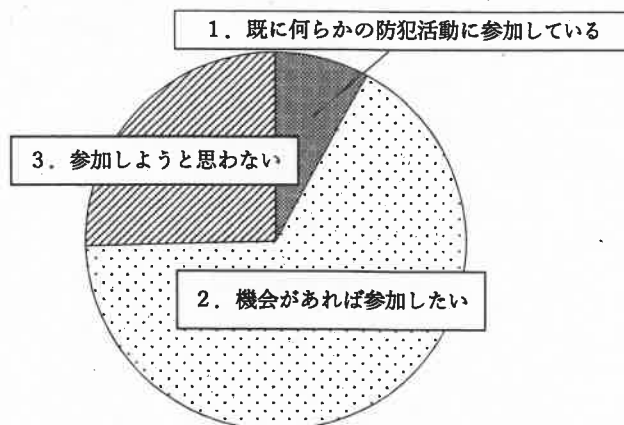 1．既に何らかの防犯活動に参加している
3．参加しようと思わない
2．機会があれば参加したい